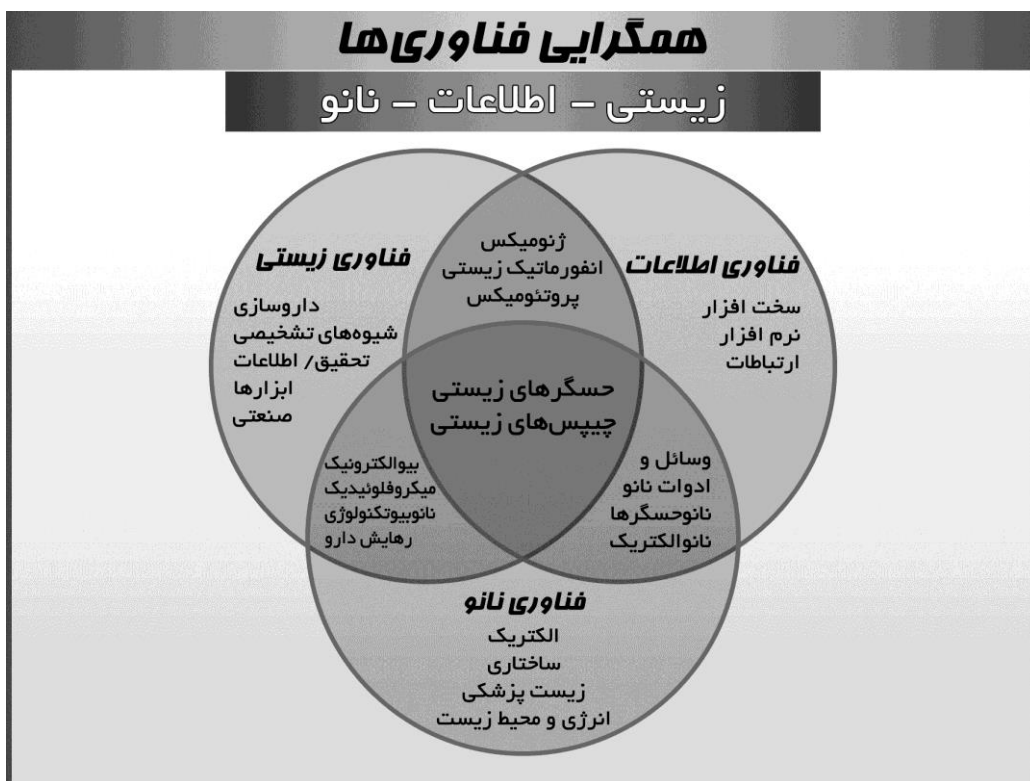 همگرایی فناوری‌ها
زیستی – اطلاعات – نانو
ژنومیکس
انفورماتیک زیستی
پروتئومیکس
فناوری اطلاعات
سخت افزار
نرم افزار
ارتباطات
فناوری زیستی
داروسازی
شیوه‌های تشخیصی
تحقیق/ اطلاعات
ابزارها
صنعتی
حسگرهای زیستی
چیپس‌های زیستی
وسائل و
ادوات نانو
نانوحسگرها
نانوالکتریک
بیوالکترونیک
میکروفلوئیدیک
نانوبیوتکنولوژی
رهایش دارو
فناوری نانو
الکتریک
ساختاری
زیست پزشکی
انرژی و محیط زیست